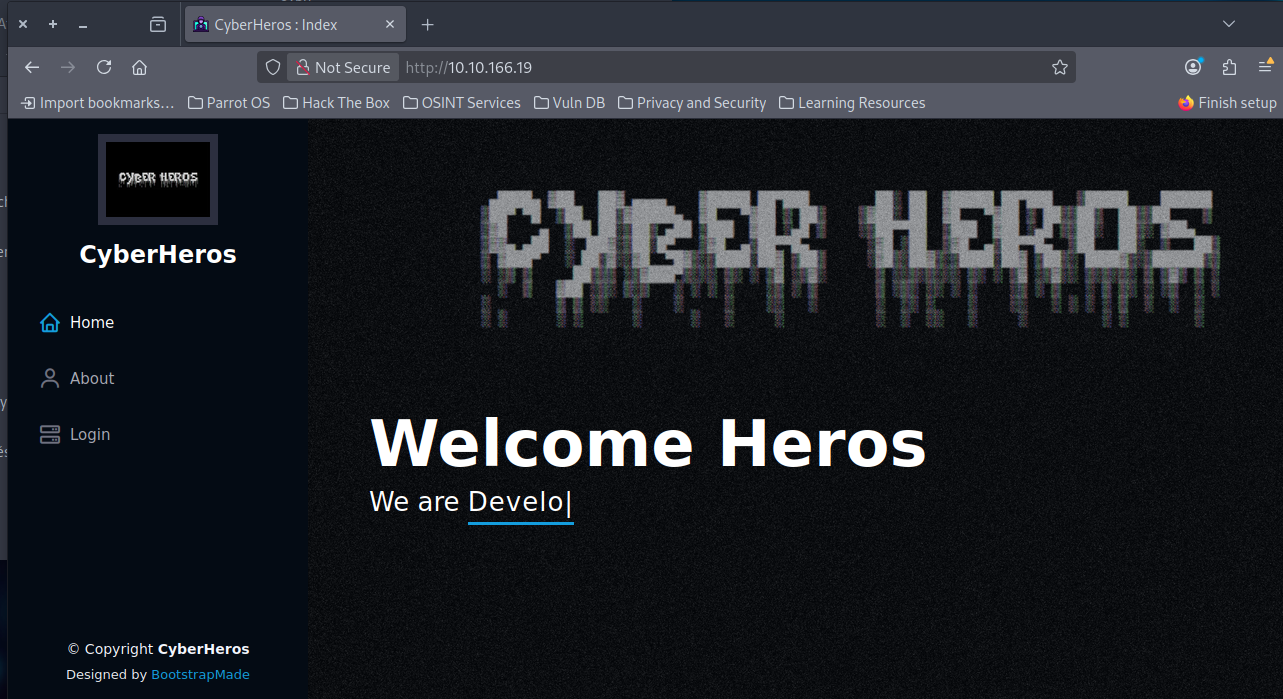 CyberHeros : Index
Not Secure http://10.10.166.19
Import bookmarks… Parrot OS Hack The Box OSINT Services Vuln DB Privacy and Security Learning Resources Finish setup
CYBER HEROS
CyberHeros
Home
About
Login
CYBER HEROS
Welcome Heros
We are Develo|
© Copyright CyberHeros
Designed by BootstrapMade